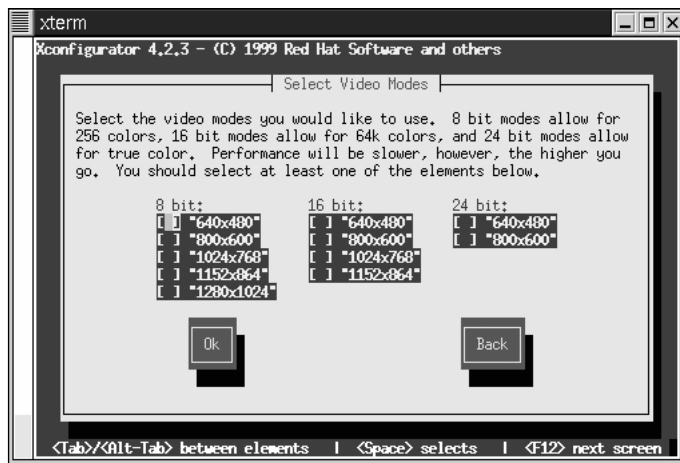 xterm
Xconfigurator 4.2.3 - (C) 1999 Red Hat Software and others
Select Video Modes
Select the video modes you would like to use.  8 bit modes allow for
256 colors, 16 bit modes allow for 64k colors, and 24 bit modes allow
for true color.  Performance will be slower, however, the higher you
go.  You should select at least one of the elements below.
8 bit: 16 bit: 24 bit:
[ ] "640x480" [ ] "640x480" [ ] "640x480"
[ ] "800x600" [ ] "800x600" [ ] "800x600"
[ ] "1024x768" [ ] "1024x768"
[ ] "1152x864" [ ] "1152x864"
[ ] "1280x1024"
Ok Back
<Tab>/<Alt-Tab> between elements | <Space> selects | <F12> next screen